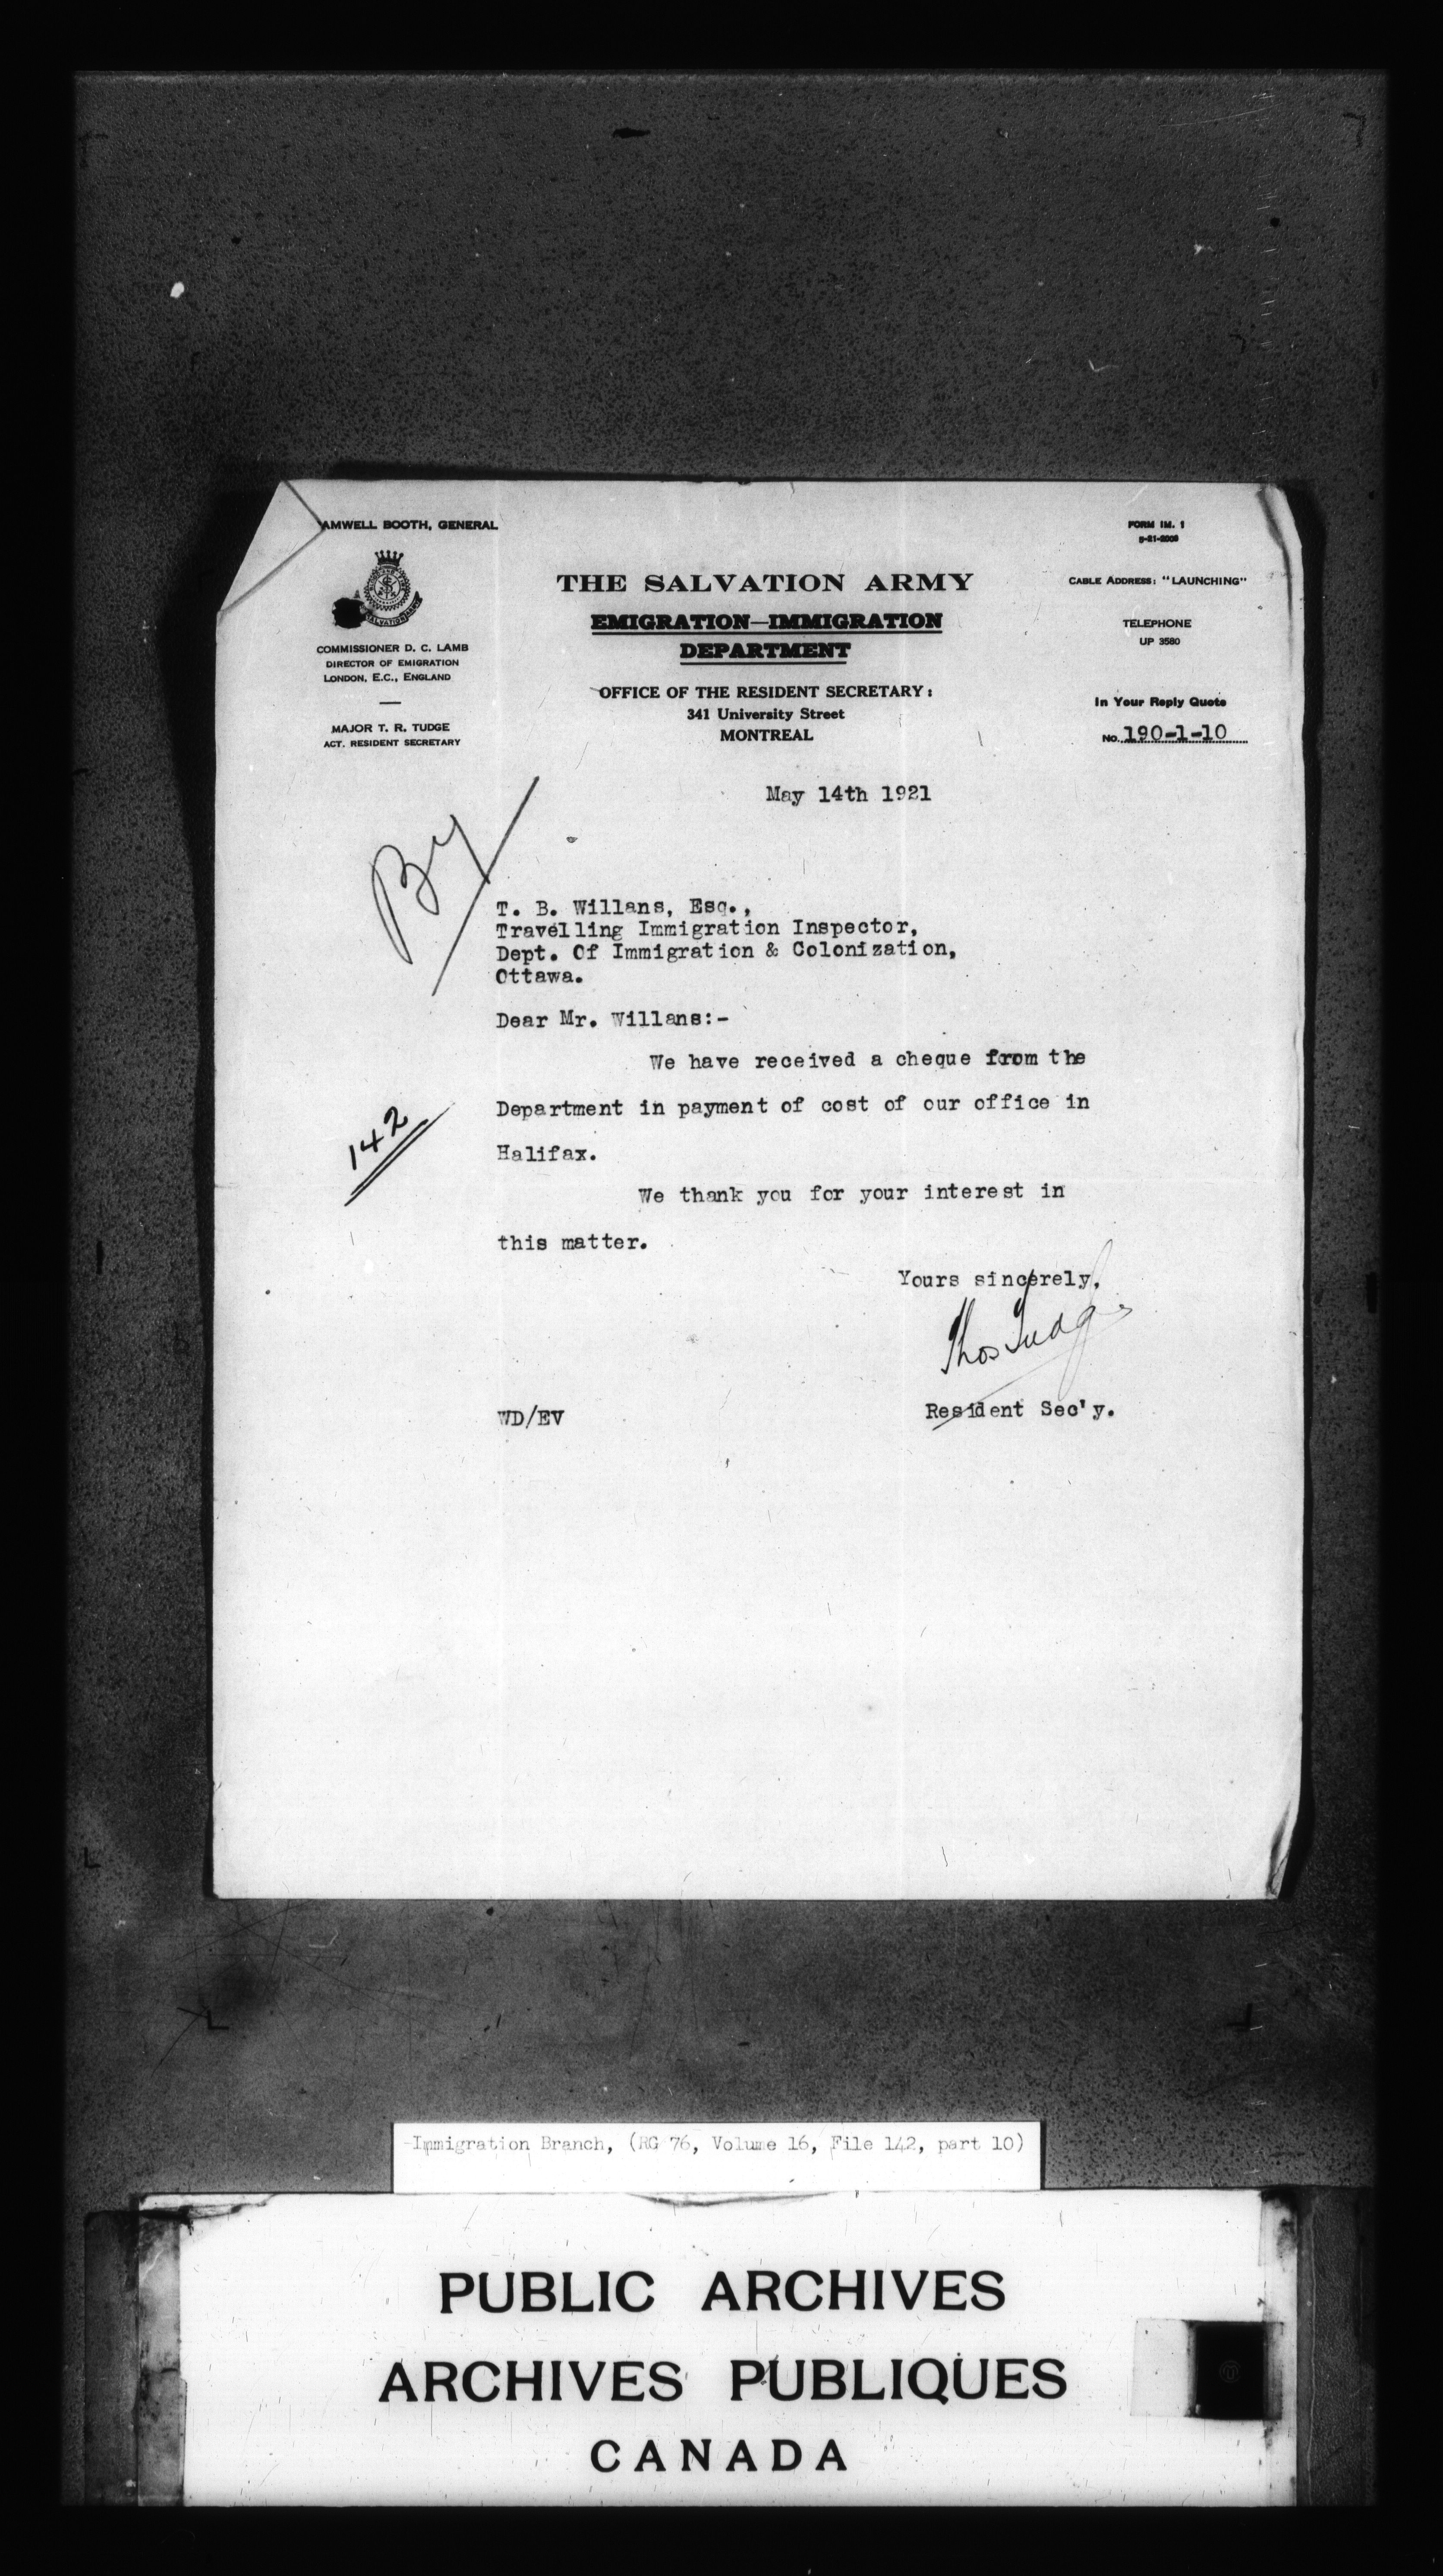 AMWELL BOOTH, GENERAL
FORM IM. 1
5-21-2000
THE SALVATION ARMY
EMIGRATION—IMMIGRATION
DEPARTMENT
OFFICE OF THE RESIDENT SECRETARY:
341 University Street
MONTREAL
COMMISSIONER D. C. LAMB
DIRECTOR OF EMIGRATION
LONDON, E.C., ENGLAND
MAJOR T. R. TUDGE
ACT. RESIDENT SECRETARY
CABLE ADDRESS: "LAUNCHING"
TELEPHONE
UP 3580
In Your Reply Quote
No. 190-1-10
May 14th 1921
By
T. B. Willans, Esq.,
Travelling Immigration Inspector,
Dept. Of Immigration & Colonization,
Ottawa.
Dear Mr. Willans:-
We have received a cheque from the
Department in payment of cost of our office in
Halifax.
142
We thank you for your interest in
this matter.
Yours sincerely,
Thos Tudge
Resident Sec'y.
WD/EV
Immigration Branch, (RG 76, Volume 16, File 142, part 10)
PUBLIC ARCHIVES
ARCHIVES PUBLIQUES
CANADA